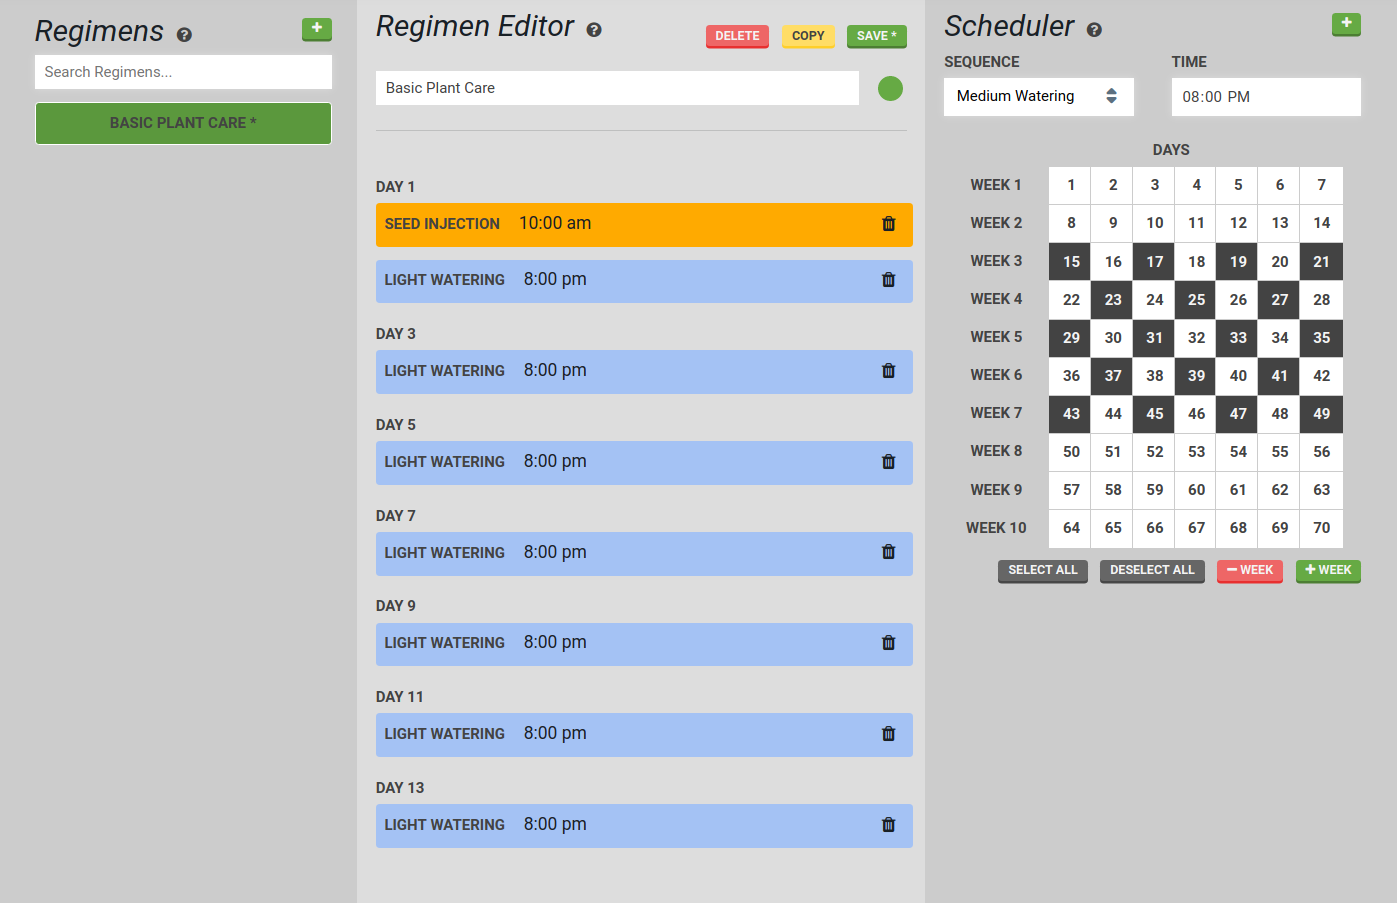 Regimens
Search Regimens...
BASIC PLANT CARE *
Regimen Editor
DELETE COPY SAVE *
Basic Plant Care
DAY 1
SEED INJECTION 10:00 am
LIGHT WATERING 8:00 pm
DAY 3
LIGHT WATERING 8:00 pm
DAY 5
LIGHT WATERING 8:00 pm
DAY 7
LIGHT WATERING 8:00 pm
DAY 9
LIGHT WATERING 8:00 pm
DAY 11
LIGHT WATERING 8:00 pm
DAY 13
LIGHT WATERING 8:00 pm
Scheduler
SEQUENCE TIME
Medium Watering 08:00 PM
DAYS
WEEK 1 1 2 3 4 5 6 7
WEEK 2 8 9 10 11 12 13 14
WEEK 3 15 16 17 18 19 20 21
WEEK 4 22 23 24 25 26 27 28
WEEK 5 29 30 31 32 33 34 35
WEEK 6 36 37 38 39 40 41 42
WEEK 7 43 44 45 46 47 48 49
WEEK 8 50 51 52 53 54 55 56
WEEK 9 57 58 59 60 61 62 63
WEEK 10 64 65 66 67 68 69 70
SELECT ALL DESELECT ALL − WEEK + WEEK